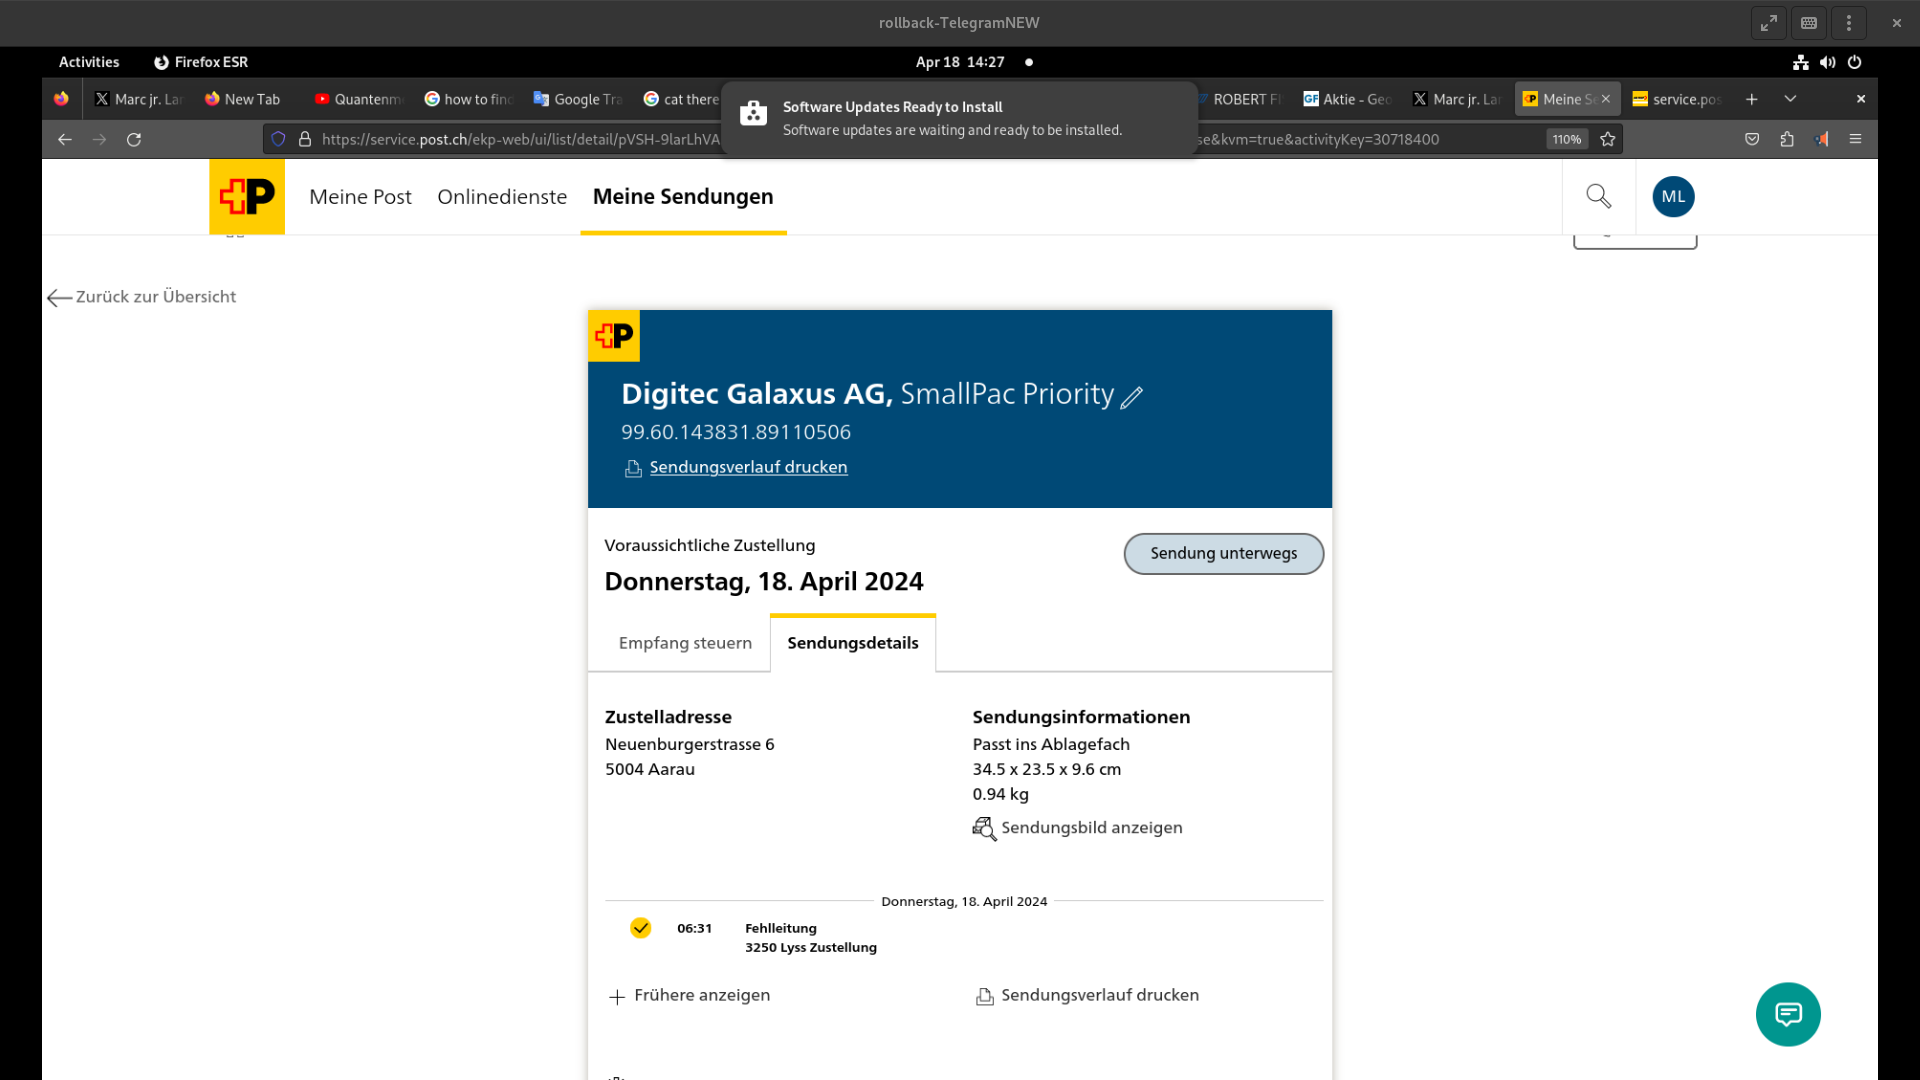 rollback-TelegramNEW
Activities
Firefox ESR
Apr 18 14:27
Marc jr. La
New Tab
Quantenm
how to find
Google Tra
cat there
ROBERT F
Aktie - Geo
Marc jr. La
Meine S
service.pos
Software Updates Ready to Install
Software updates are waiting and ready to be installed.
https://service.post.ch/ekp-web/ui/list/detail/pVSH-9larLhVA
se&kvm=true&activityKey=30718400
110%
P
Meine Post
Onlinedienste
Meine Sendungen
ML
Zurück zur Übersicht
P
Digitec Galaxus AG, SmallPac Priority
99.60.143831.89110506
Sendungsverlauf drucken
Voraussichtliche Zustellung
Sendung unterwegs
Donnerstag, 18. April 2024
Empfang steuern
Sendungsdetails
Zustelladresse
Neuenburgerstrasse 6
5004 Aarau
Sendungsinformationen
Passt ins Ablagefach
34.5 x 23.5 x 9.6 cm
0.94 kg
Sendungsbild anzeigen
Donnerstag, 18. April 2024
06:31
Fehlleitung
3250 Lyss Zustellung
Frühere anzeigen
Sendungsverlauf drucken